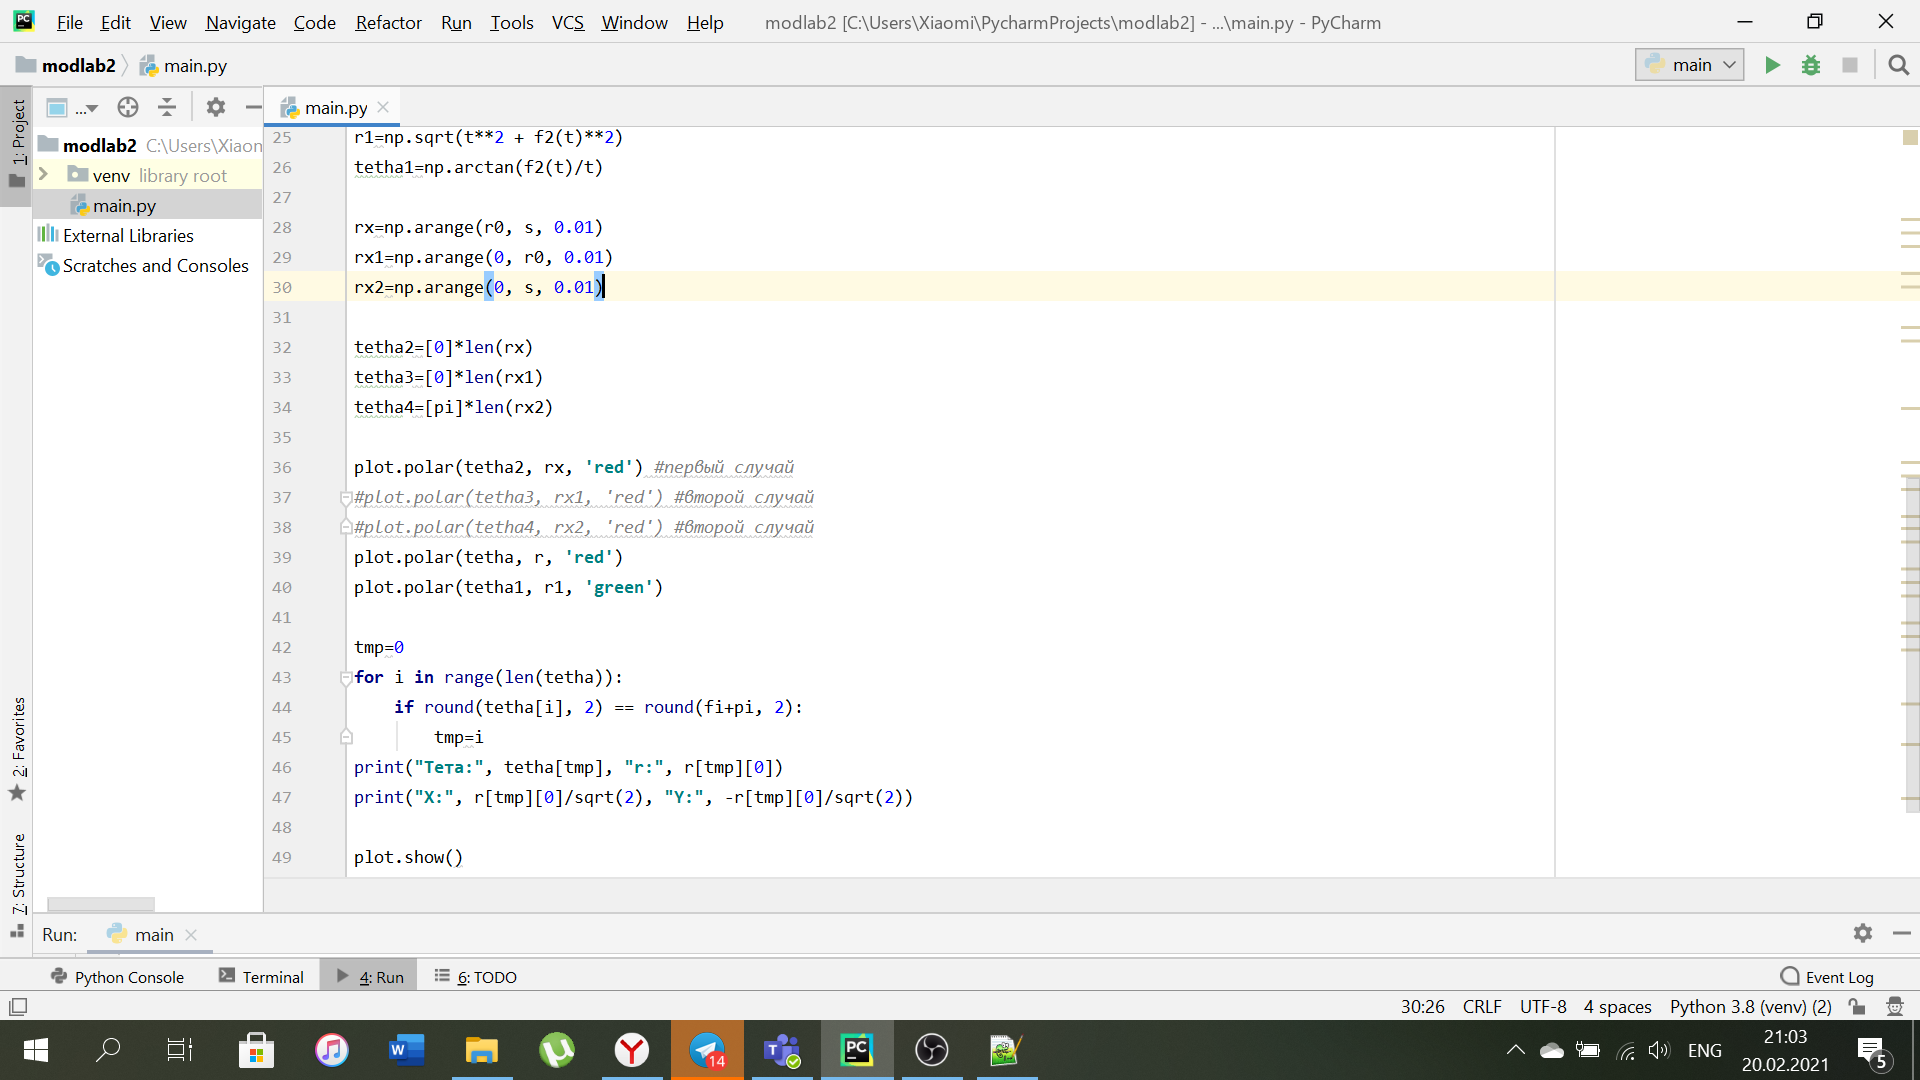 File Edit View Navigate Code Refactor Run Tools VCS Window Help modlab2 [C:\Users\Xiaomi\PycharmProjects\modlab2] - ...\main.py - PyCharm
modlab2 main.py main
1: Project ... main.py
modlab2 C:\Users\Xiaon
venv library root
main.py
External Libraries
Scratches and Consoles
25 r1=np.sqrt(t**2 + f2(t)**2)
26 tetha1=np.arctan(f2(t)/t)
27
28 rx=np.arange(r0, s, 0.01)
29 rx1=np.arange(0, r0, 0.01)
30 rx2=np.arange(0, s, 0.01)
31
32 tetha2=[0]*len(rx)
33 tetha3=[0]*len(rx1)
34 tetha4=[pi]*len(rx2)
35
36 plot.polar(tetha2, rx, 'red') #первый случай
37 #plot.polar(tetha3, rx1, 'red') #второй случай
38 #plot.polar(tetha4, rx2, 'red') #второй случай
39 plot.polar(tetha, r, 'red')
40 plot.polar(tetha1, r1, 'green')
41
42 tmp=0
43 for i in range(len(tetha)):
44 if round(tetha[i], 2) == round(fi+pi, 2):
45 tmp=i
46 print("Тета:", tetha[tmp], "r:", r[tmp][0])
47 print("X:", r[tmp][0]/sqrt(2), "Y:", -r[tmp][0]/sqrt(2))
48
49 plot.show()
2: Favorites
7: Structure
Run: main
Python Console Terminal 4: Run 6: TODO Event Log
30:26 CRLF UTF-8 4 spaces Python 3.8 (venv) (2)
W 14 T PC ENG 21:03
20.02.2021 5